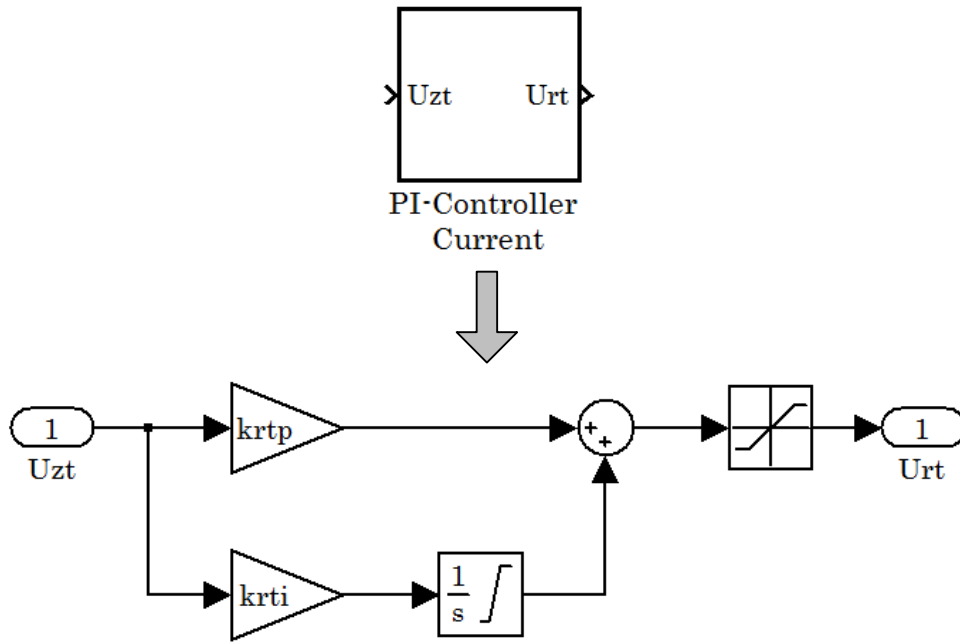 Uzt Urt
PI-Controller
Current
1 krtp + + 1
Uzt Urt
krti 1/s